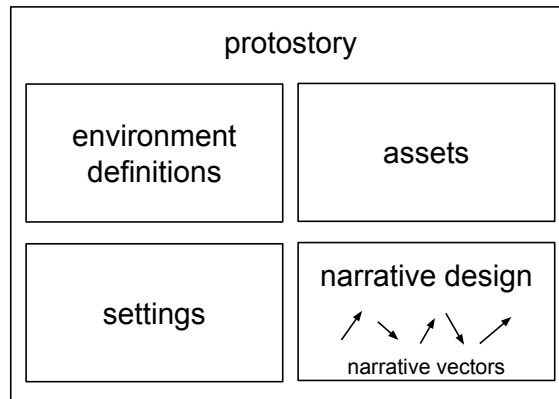 protostory
environment
definitions
assets
settings
narrative design
narrative vectors